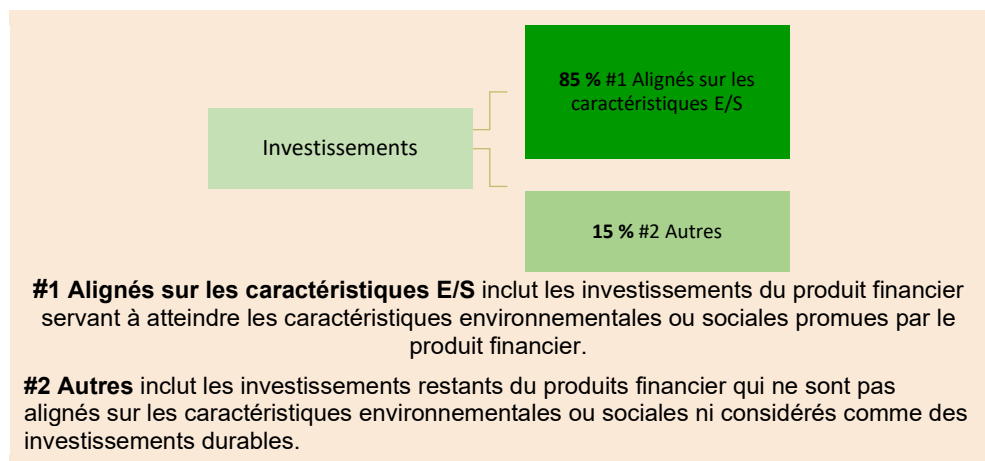 85 % #1 Alignés sur les
caractéristiques E/S
Investissements
15 % #2 Autres
#1 Alignés sur les caractéristiques E/S inclut les investissements du produit financier
servant à atteindre les caractéristiques environnementales ou sociales promues par le
produit financier.
#2 Autres inclut les investissements restants du produits financier qui ne sont pas
alignés sur les caractéristiques environnementales ou sociales ni considérés comme des
investissements durables.